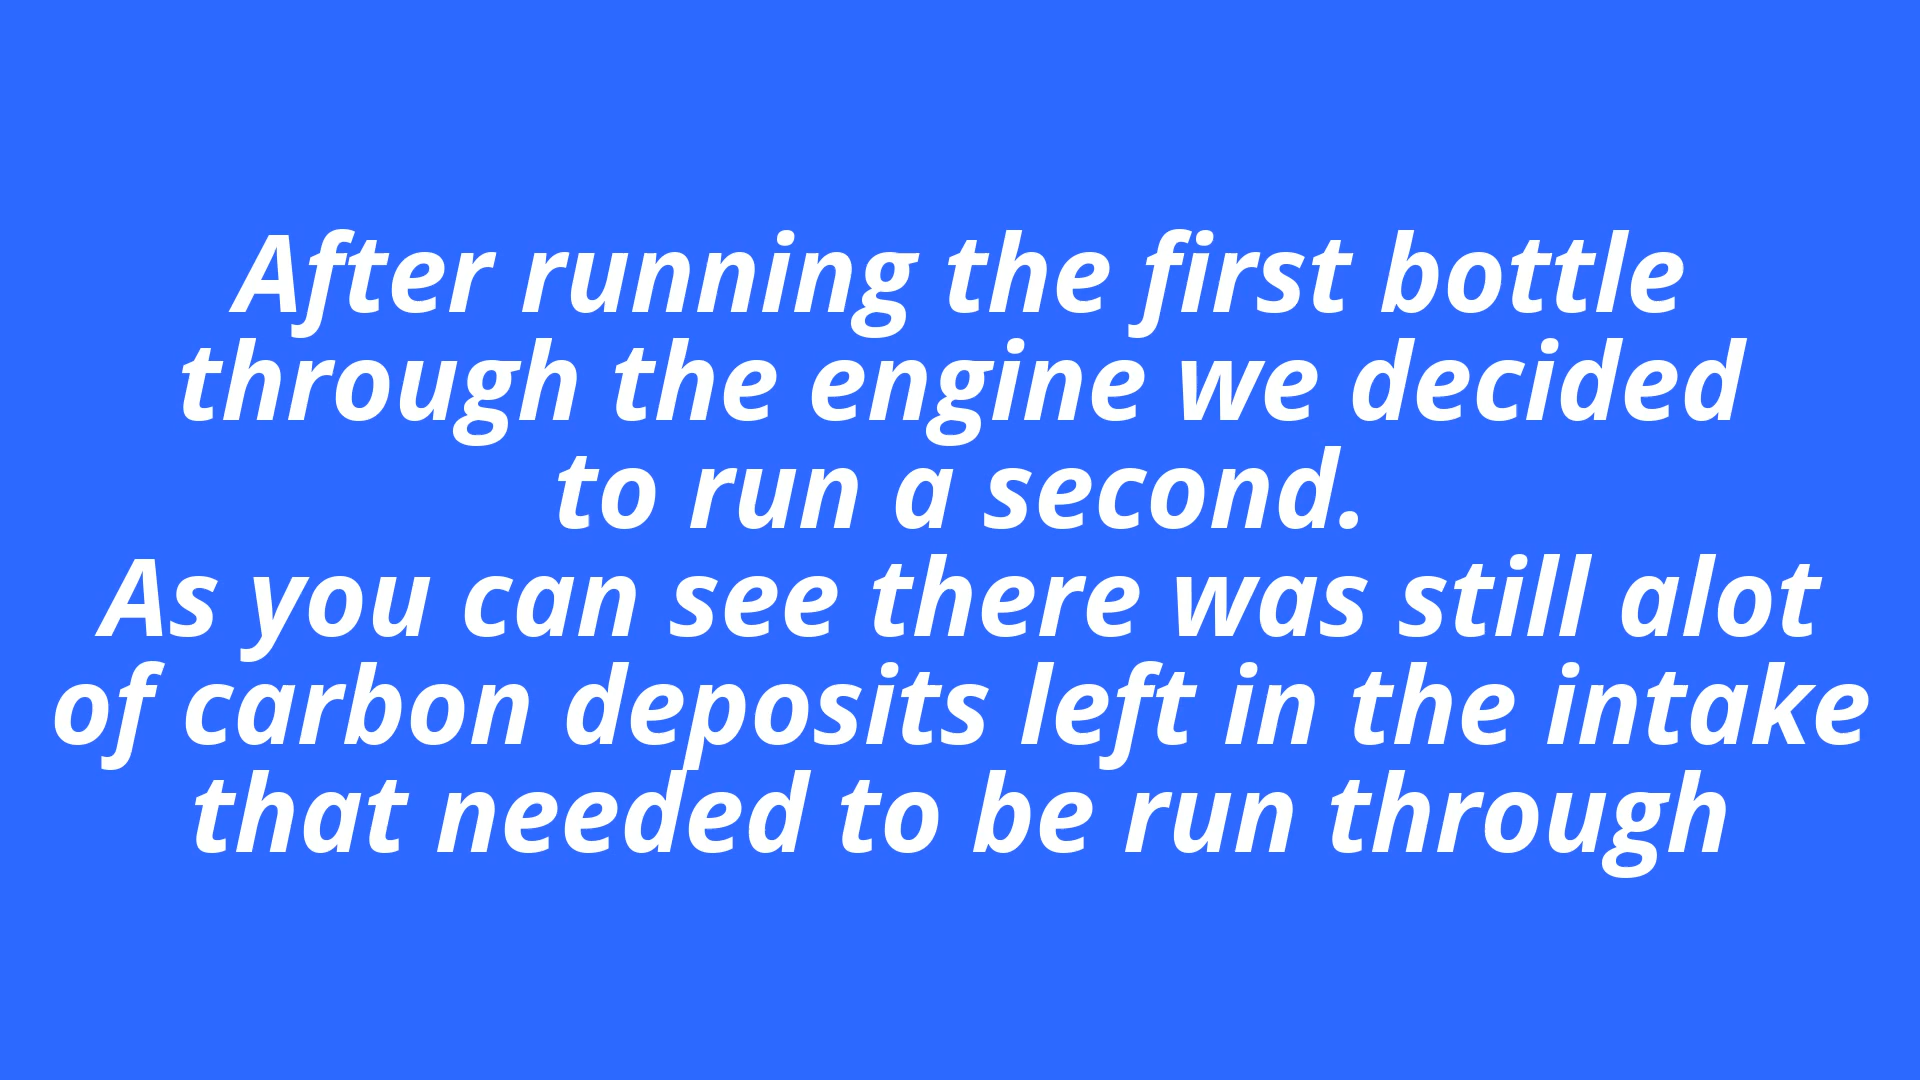 After running the first bottle
through the engine we decided
to run a second.
As you can see there was still alot
of carbon deposits left in the intake
that needed to be run through